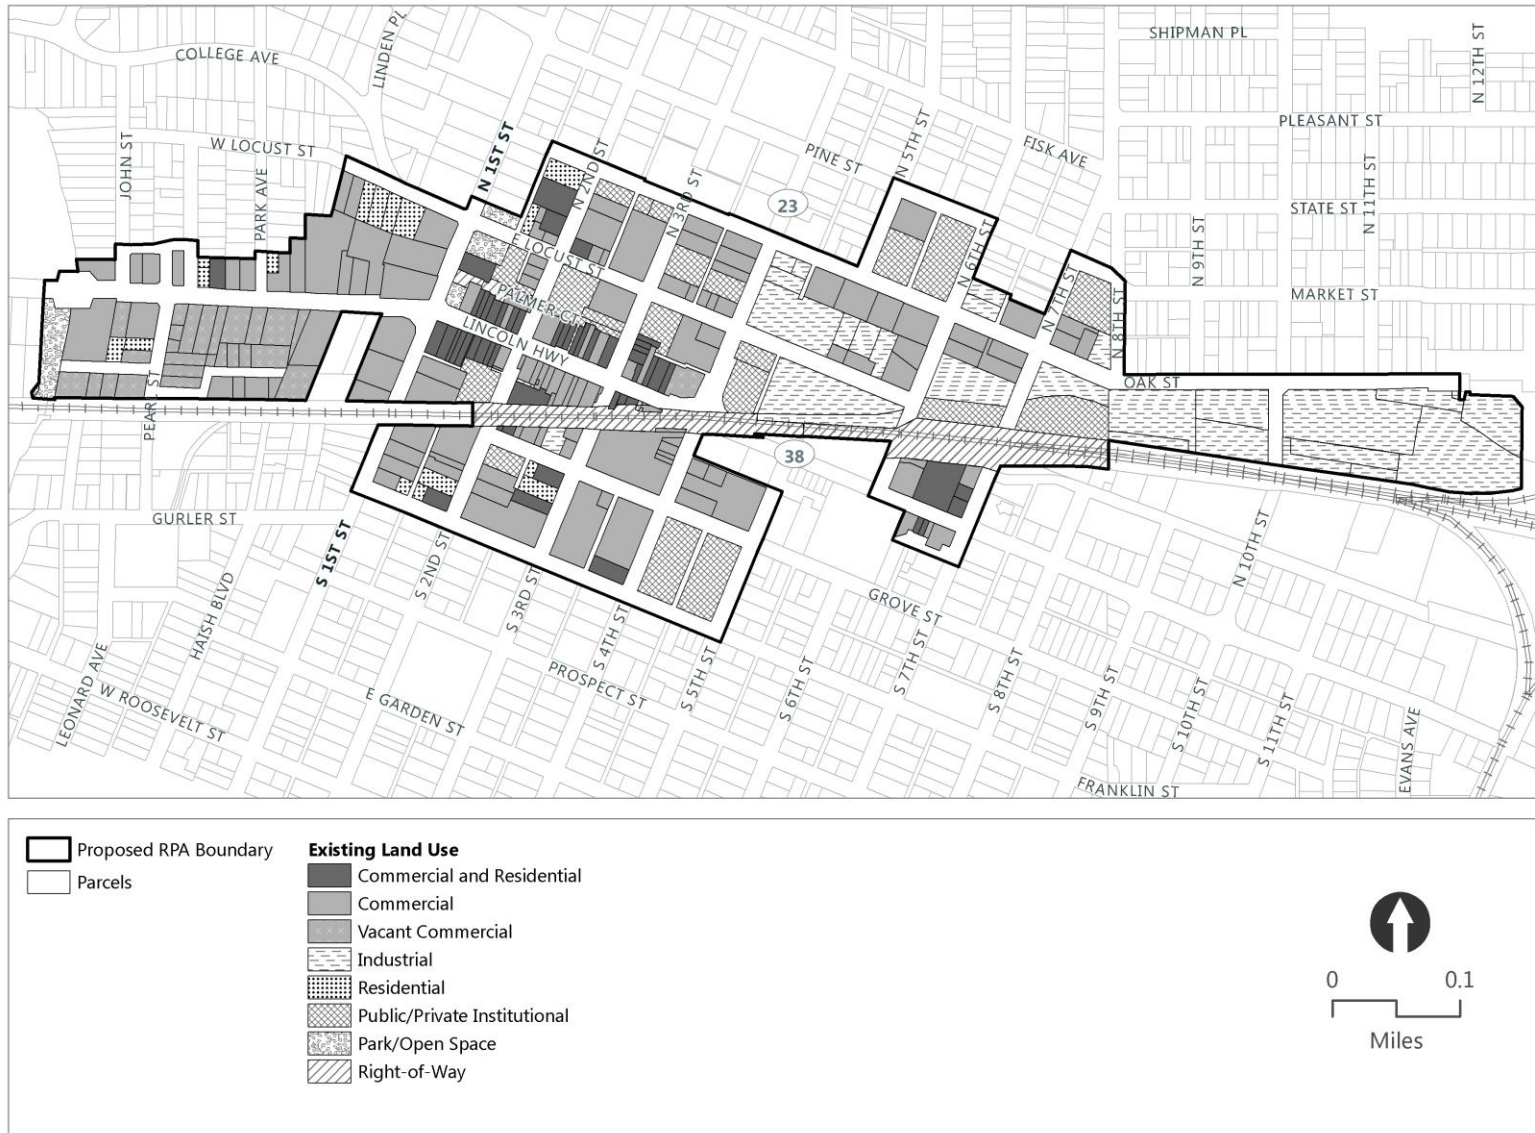 SHIPMAN PL
N 12TH ST
COLLEGE AVE
LINDEN PL
PLEASANT ST
JOHN ST
W LOCUST ST
PARK AVE
N 1ST ST
N 2ND ST
N 3RD ST
PINE ST
N 5TH ST
FISK AVE
23
STATE ST
N 11TH ST
N 9TH ST
E LOCUST ST
N 6TH ST
N 7TH ST
N 8TH ST
MARKET ST
PALMER CT
LINCOLN HWY
OAK ST
PEARL ST
38
GURLER ST
S 1ST ST
S 2ND ST
S 3RD ST
S 4TH ST
S 5TH ST
S 6TH ST
S 7TH ST
S 8TH ST
S 9TH ST
S 10TH ST
S 11TH ST
N 10TH ST
GROVE ST
HAISH BLVD
LEONARD AVE
W ROOSEVELT ST
E GARDEN ST
PROSPECT ST
FRANKLIN ST
EVANS AVE
Proposed RPA Boundary
Parcels
Existing Land Use
Commercial and Residential
Commercial
Vacant Commercial
Industrial
Residential
Public/Private Institutional
Park/Open Space
Right-of-Way
0 0.1
Miles